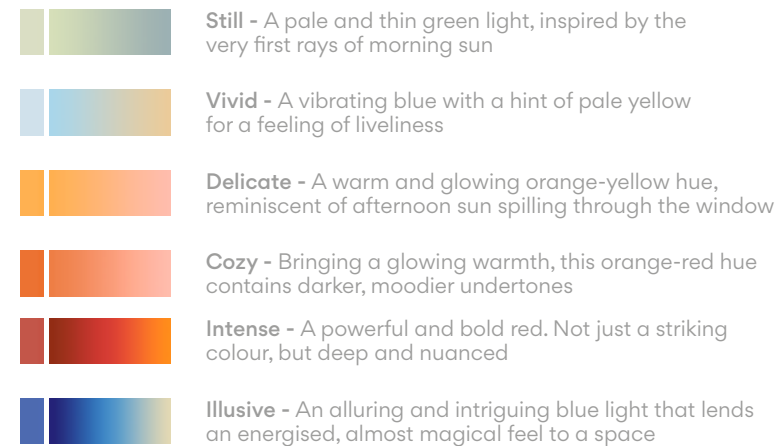 Still - A pale and thin green light, inspired by the
very first rays of morning sun
Vivid - A vibrating blue with a hint of pale yellow
for a feeling of liveliness
Delicate - A warm and glowing orange-yellow hue,
reminiscent of afternoon sun spilling through the window
Cozy - Bringing a glowing warmth, this orange-red hue
contains darker, moodier undertones
Intense - A powerful and bold red. Not just a striking
colour, but deep and nuanced
Illusive - An alluring and intriguing blue light that lends
an energised, almost magical feel to a space